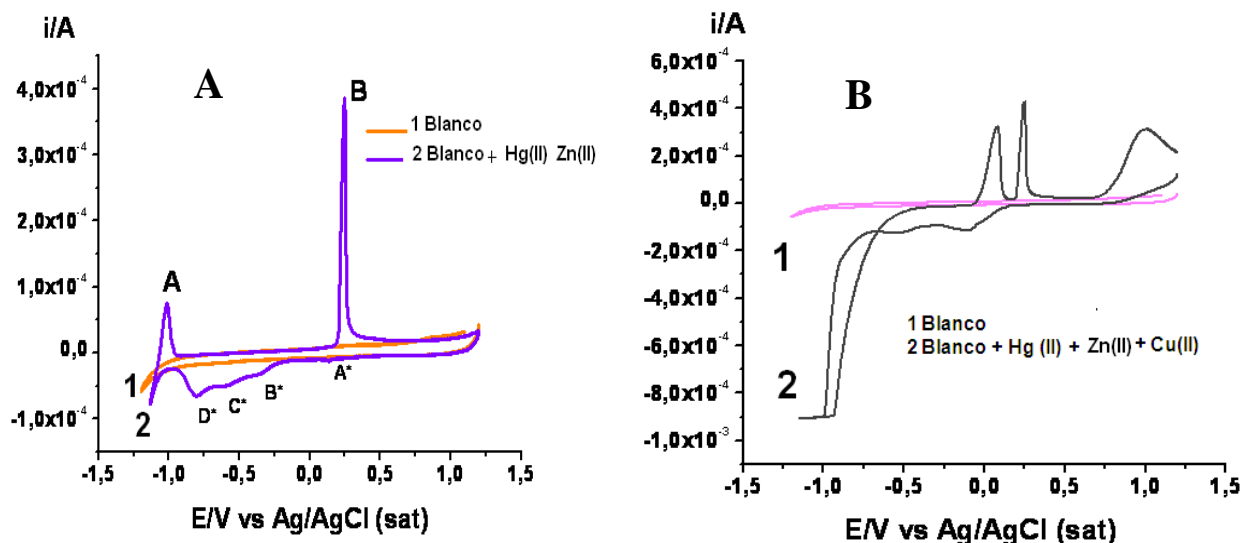 i/A
A
4,0x10⁻⁴
3,0x10⁻⁴
2,0x10⁻⁴
1,0x10⁻⁴
0,0
-1,0x10⁻⁴
B
1 Blanco
2 Blanco + Hg(II) Zn(II)
A
1
2
D*
C*
B*
A*
-1,5 -1,0 -0,5 0,0 0,5 1,0 1,5
E/V vs Ag/AgCl (sat)
i/A
B
6,0x10⁻⁴
4,0x10⁻⁴
2,0x10⁻⁴
0,0
-2,0x10⁻⁴
-4,0x10⁻⁴
-6,0x10⁻⁴
-8,0x10⁻⁴
-1,0x10⁻³
1
2
1 Blanco
2 Blanco + Hg (II) + Zn(II) + Cu(II)
-1,5 -1,0 -0,5 0,0 0,5 1,0 1,5
E/V vs Ag/AgCl (sat)